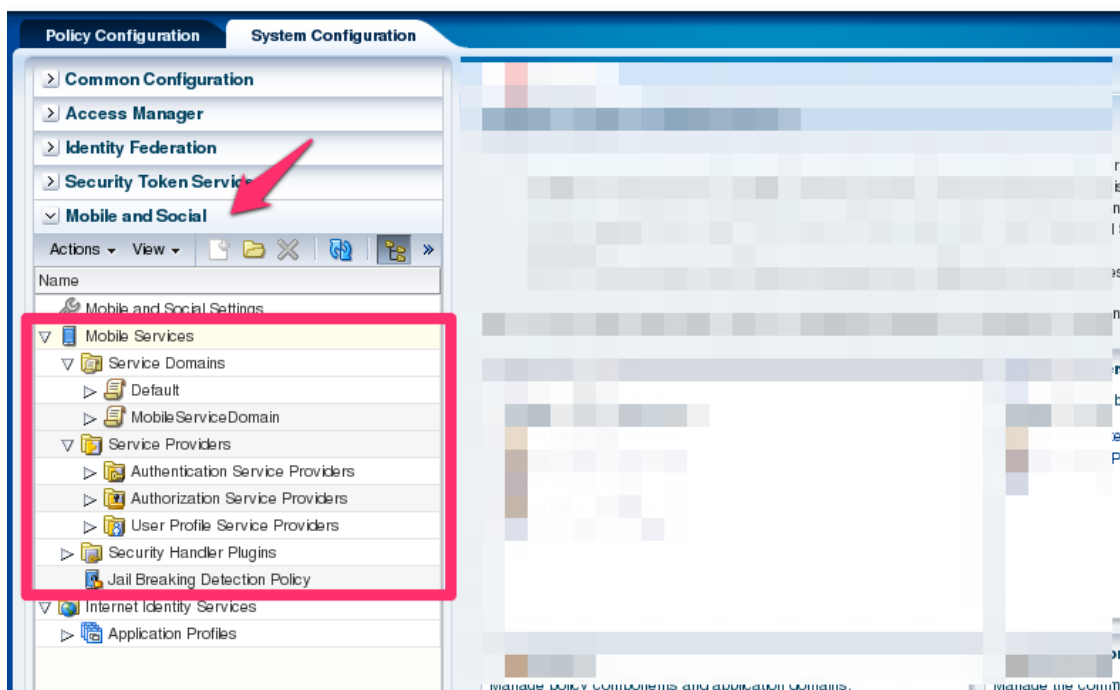 Policy Configuration System Configuration
Common Configuration
Access Manager
Identity Federation
Security Token Service
Mobile and Social
Actions View »
Name
Mobile and Social Settings
Mobile Services
Service Domains
Default
MobileServiceDomain
Service Providers
Authentication Service Providers
Authorization Service Providers
User Profile Service Providers
Security Handler Plugins
Jail Breaking Detection Policy
Internet Identity Services
Application Profiles
Manage policy components and application domains. Manage the